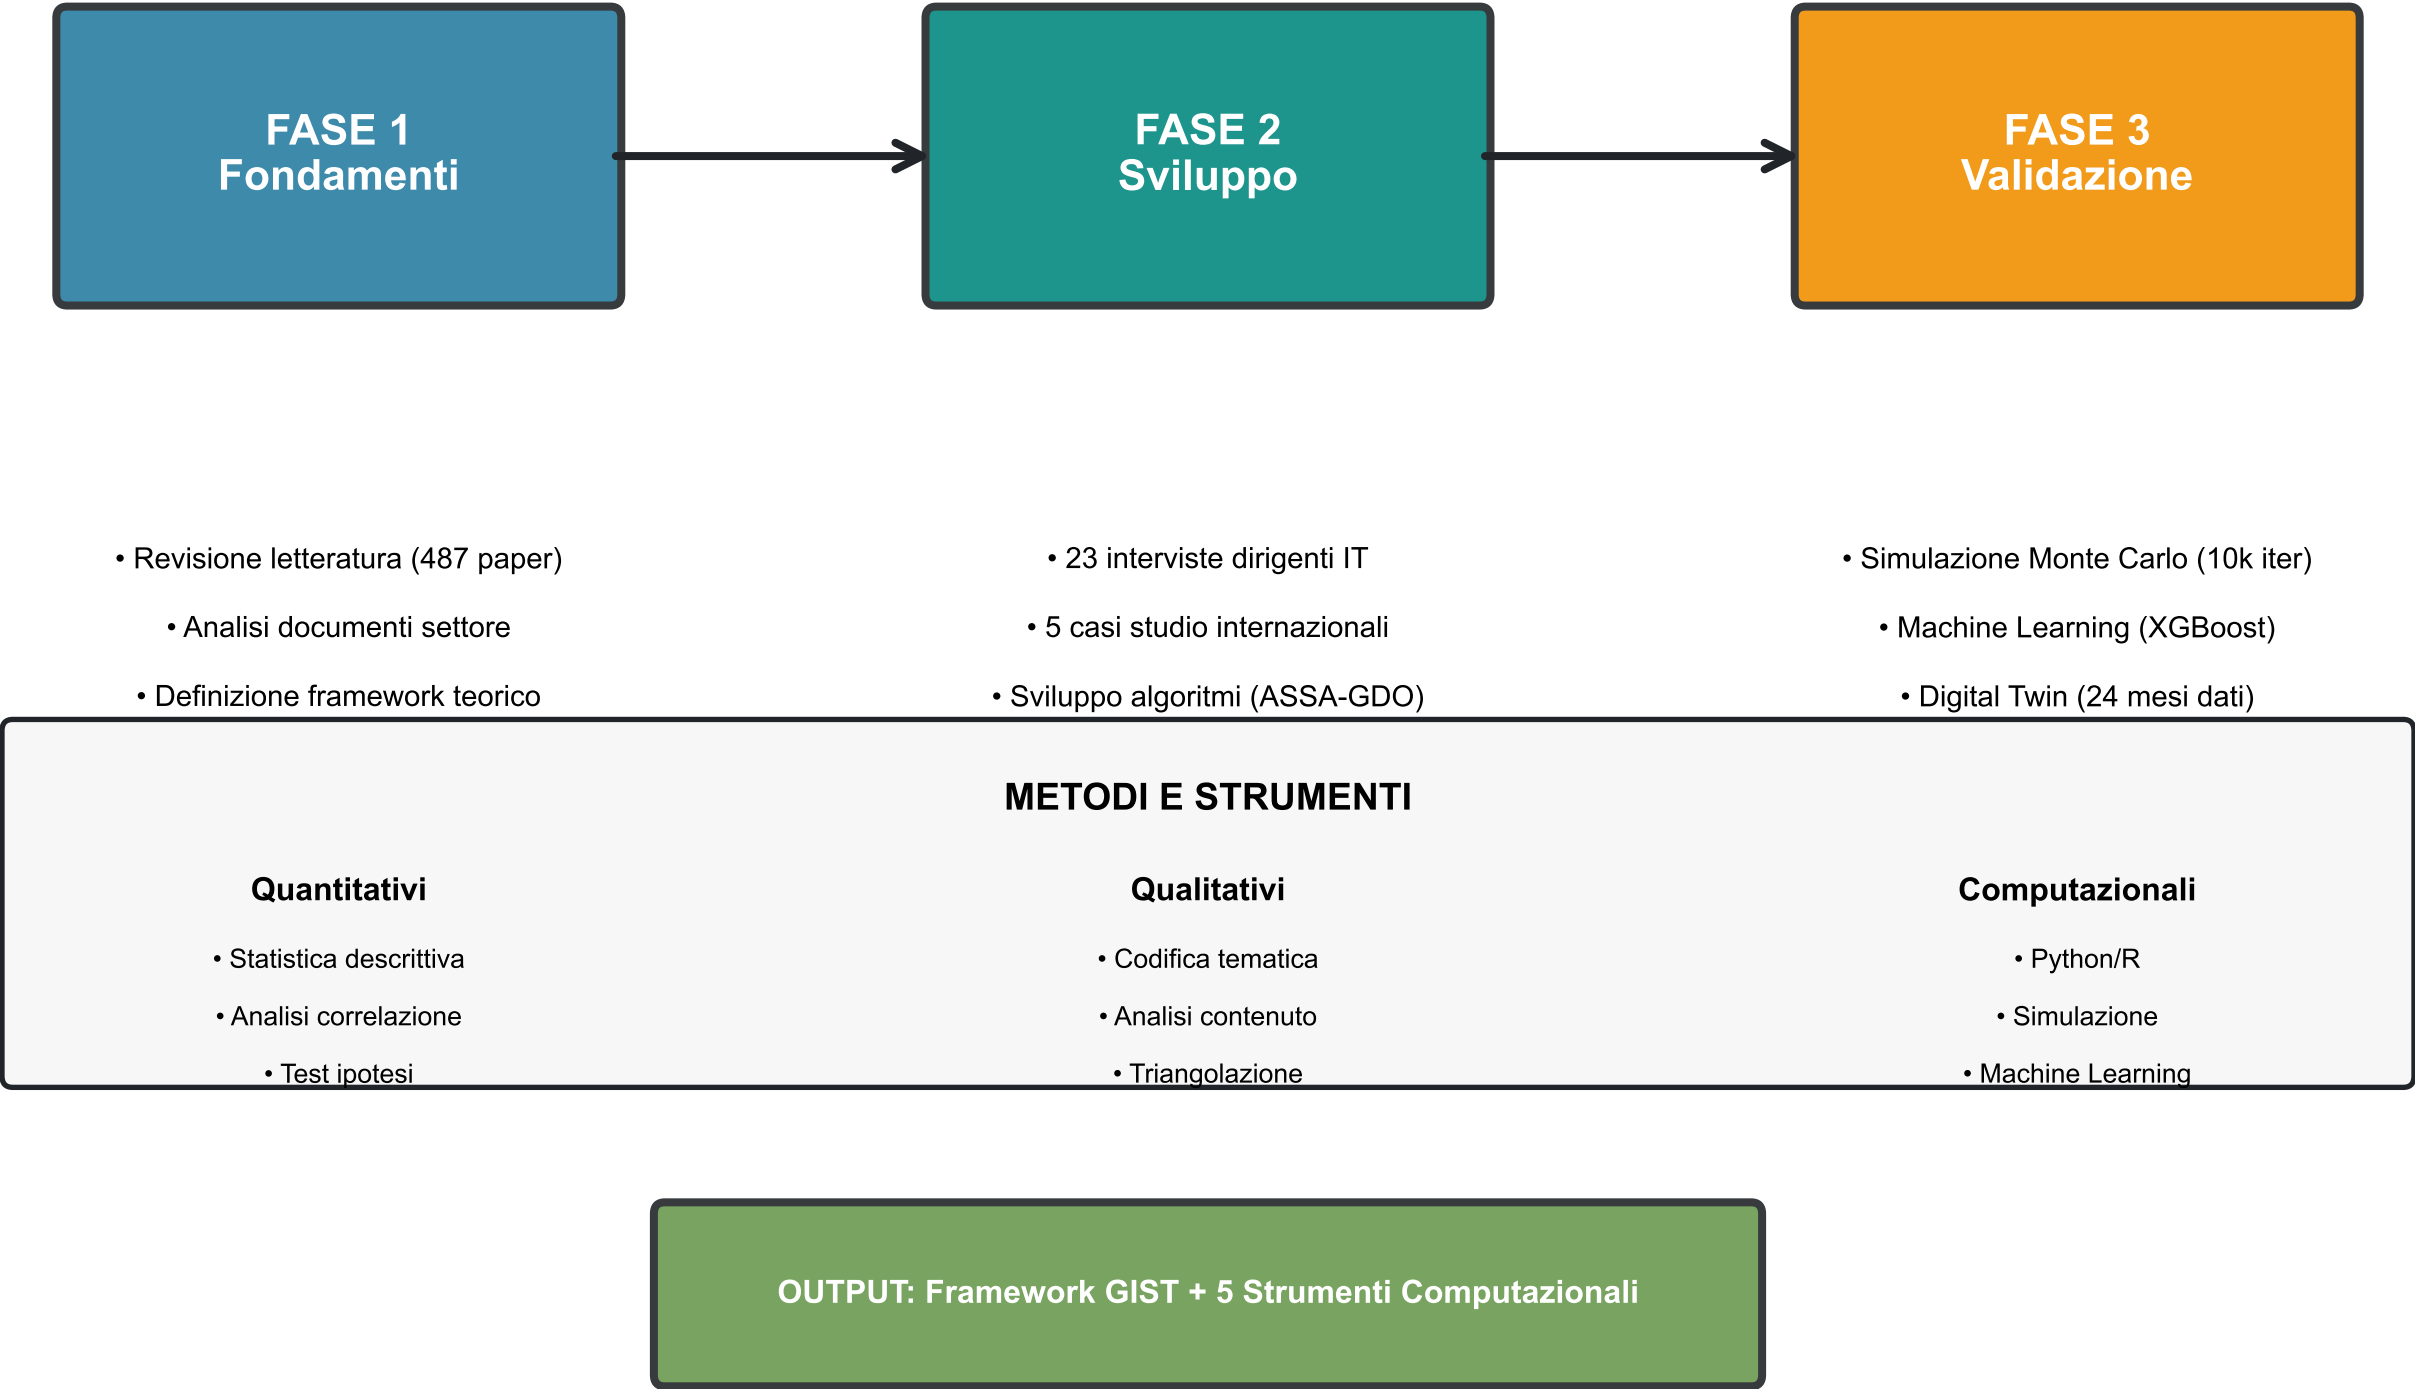 FASE 1
Fondamenti
FASE 2
Sviluppo
FASE 3
Validazione
• Revisione letteratura (487 paper)
• Analisi documenti settore
• Definizione framework teorico
• 23 interviste dirigenti IT
• 5 casi studio internazionali
• Sviluppo algoritmi (ASSA-GDO)
• Simulazione Monte Carlo (10k iter)
• Machine Learning (XGBoost)
• Digital Twin (24 mesi dati)
METODI E STRUMENTI
Quantitativi
• Statistica descrittiva
• Analisi correlazione
• Test ipotesi
Qualitativi
• Codifica tematica
• Analisi contenuto
• Triangolazione
Computazionali
• Python/R
• Simulazione
• Machine Learning
OUTPUT: Framework GIST + 5 Strumenti Computazionali